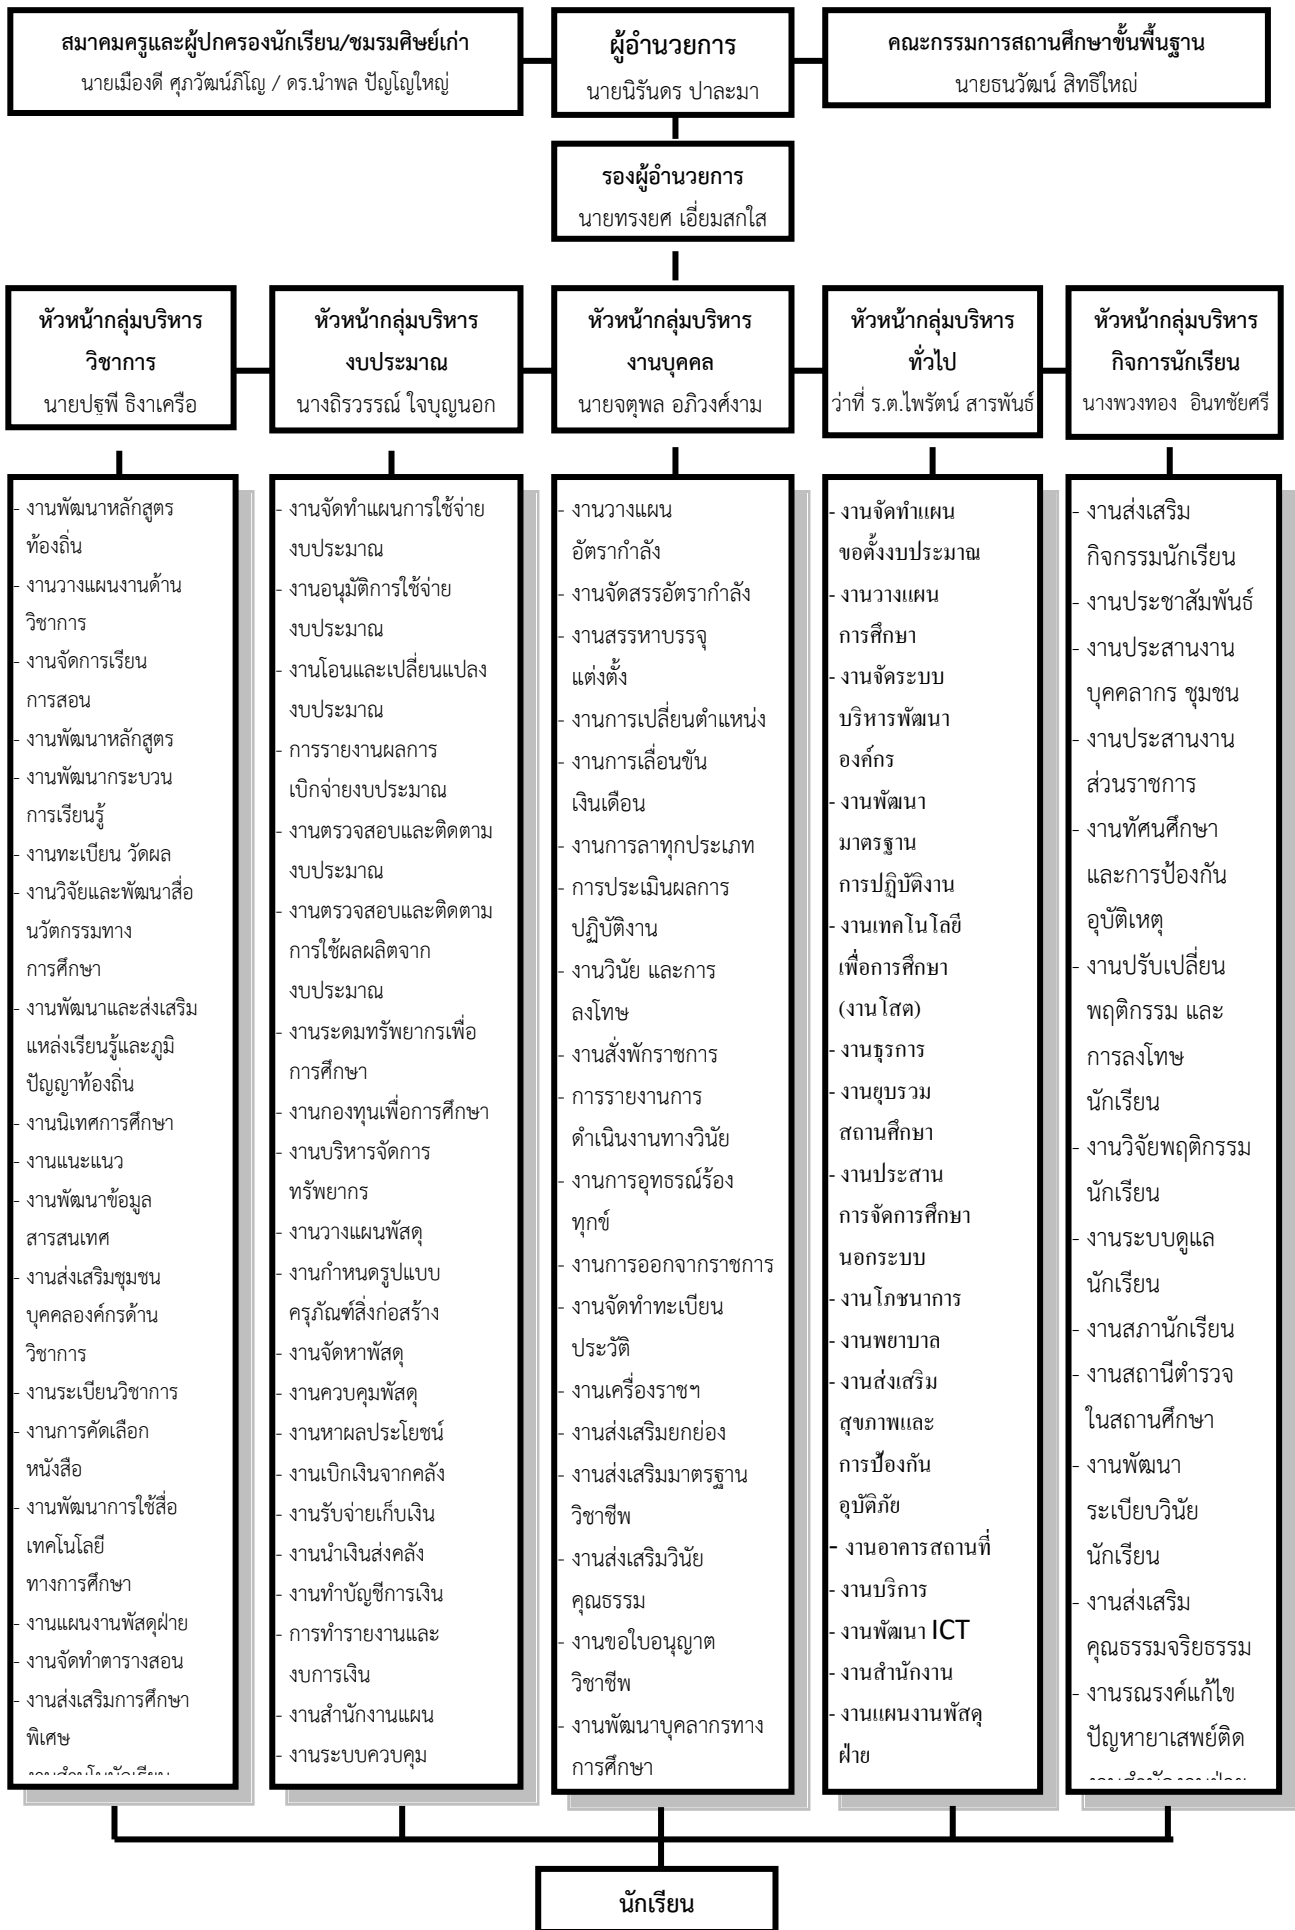 สมาคมครูและผู้ปกครองนักเรียน/ชมรมศิษย์เก่า
นายเมืองดี ศุภวัฒน์ภิโญ / ดร.นำพล ปัญโญใหญ่
ผู้อำนวยการ
นายนิรันดร ปาละมา
คณะกรรมการสถานศึกษาขั้นพื้นฐาน
นายธนวัฒน์ สิทธิใหญ่
รองผู้อำนวยการ
นายทรงยศ เอี่ยมสกใส
หัวหน้ากลุ่มบริหาร
วิชาการ
นายปฐพี ธิงาเครือ
หัวหน้ากลุ่มบริหาร
งบประมาณ
นางถิรวรรณ์ ใจบุญนอก
หัวหน้ากลุ่มบริหาร
งานบุคคล
นายจตุพล อภิวงศ์งาม
หัวหน้ากลุ่มบริหาร
ทั่วไป
ว่าที่ ร.ต.ไพรัตน์ สารพันธ์
หัวหน้ากลุ่มบริหาร
กิจการนักเรียน
นางพวงทอง อินทชัยศรี
- งานพัฒนาหลักสูตร
ท้องถิ่น
- งานวางแผนงานด้าน
วิชาการ
- งานจัดการเรียน
การสอน
- งานพัฒนาหลักสูตร
- งานพัฒนากระบวน
การเรียนรู้
- งานทะเบียน วัดผล
- งานวิจัยและพัฒนาสื่อ
นวัตกรรมทาง
การศึกษา
- งานพัฒนาและส่งเสริม
แหล่งเรียนรู้และภูมิ
ปัญญาท้องถิ่น
- งานนิเทศการศึกษา
- งานแนะแนว
- งานพัฒนาข้อมูล
สารสนเทศ
- งานส่งเสริมชุมชน
บุคคลองค์กรด้าน
วิชาการ
- งานระเบียนวิชาการ
- งานการคัดเลือก
หนังสือ
- งานพัฒนาการใช้สื่อ
เทคโนโลยี
ทางการศึกษา
- งานแผนงานพัสดุฝ่าย
- งานจัดทำตารางสอน
- งานส่งเสริมการศึกษา
พิเศษ
- งานจัดทำแผนการใช้จ่าย
งบประมาณ
- งานอนุมัติการใช้จ่าย
งบประมาณ
- งานโอนและเปลี่ยนแปลง
งบประมาณ
- การรายงานผลการ
เบิกจ่ายงบประมาณ
- งานตรวจสอบและติดตาม
งบประมาณ
- งานตรวจสอบและติดตาม
การใช้ผลผลิตจาก
งบประมาณ
- งานระดมทรัพยากรเพื่อ
การศึกษา
- งานกองทุนเพื่อการศึกษา
- งานบริหารจัดการ
ทรัพยากร
- งานวางแผนพัสดุ
- งานกำหนดรูปแบบ
ครุภัณฑ์สิ่งก่อสร้าง
- งานจัดหาพัสดุ
- งานควบคุมพัสดุ
- งานหาผลประโยชน์
- งานเบิกเงินจากคลัง
- งานรับจ่ายเก็บเงิน
- งานนำเงินส่งคลัง
- งานทำบัญชีการเงิน
- การทำรายงานและ
งบการเงิน
- งานสำนักงานแผน
- งานระบบควบคุม
- งานวางแผน
อัตรากำลัง
- งานจัดสรรอัตรากำลัง
- งานสรรหาบรรจุ
แต่งตั้ง
- งานการเปลี่ยนตำแหน่ง
- งานการเลื่อนขัน
เงินเดือน
- งานการลาทุกประเภท
- การประเมินผลการ
ปฏิบัติงาน
- งานวินัย และการ
ลงโทษ
- งานสั่งพักราชการ
- การรายงานการ
ดำเนินงานทางวินัย
- งานการอุทธรณ์ร้อง
ทุกข์
- งานการออกจากราชการ
- งานจัดทำทะเบียน
ประวัติ
- งานเครื่องราชฯ
- งานส่งเสริมยกย่อง
- งานส่งเสริมมาตรฐาน
วิชาชีพ
- งานส่งเสริมวินัย
คุณธรรม
- งานขอใบอนุญาต
วิชาชีพ
- งานพัฒนาบุคลากรทาง
การศึกษา
- งานจัดทำแผน
ขอตั้งงบประมาณ
- งานวางแผน
การศึกษา
- งานจัดระบบ
บริหารพัฒนา
องค์กร
- งานพัฒนา
มาตรฐาน
การปฏิบัติงาน
- งานเทคโนโลยี
เพื่อการศึกษา
(งานโสต)
- งานธุรการ
- งานยุบรวม
สถานศึกษา
- งานประสาน
การจัดการศึกษา
นอกระบบ
- งานโภชนาการ
- งานพยาบาล
- งานส่งเสริม
สุขภาพและ
การป้องกัน
อุบัติภัย
- งานอาคารสถานที่
- งานบริการ
- งานพัฒนา ICT
- งานสำนักงาน
- งานแผนงานพัสดุ
ฝ่าย
- งานส่งเสริม
กิจกรรมนักเรียน
- งานประชาสัมพันธ์
- งานประสานงาน
บุคคลากร ชุมชน
- งานประสานงาน
ส่วนราชการ
- งานทัศนศึกษา
และการป้องกัน
อุบัติเหตุ
- งานปรับเปลี่ยน
พฤติกรรม และ
การลงโทษ
นักเรียน
- งานวิจัยพฤติกรรม
นักเรียน
- งานระบบดูแล
นักเรียน
- งานสภานักเรียน
- งานสถานีตำรวจ
ในสถานศึกษา
- งานพัฒนา
ระเบียบวินัย
นักเรียน
- งานส่งเสริม
คุณธรรมจริยธรรม
- งานรณรงค์แก้ไข
ปัญหายาเสพย์ติด
นักเรียน